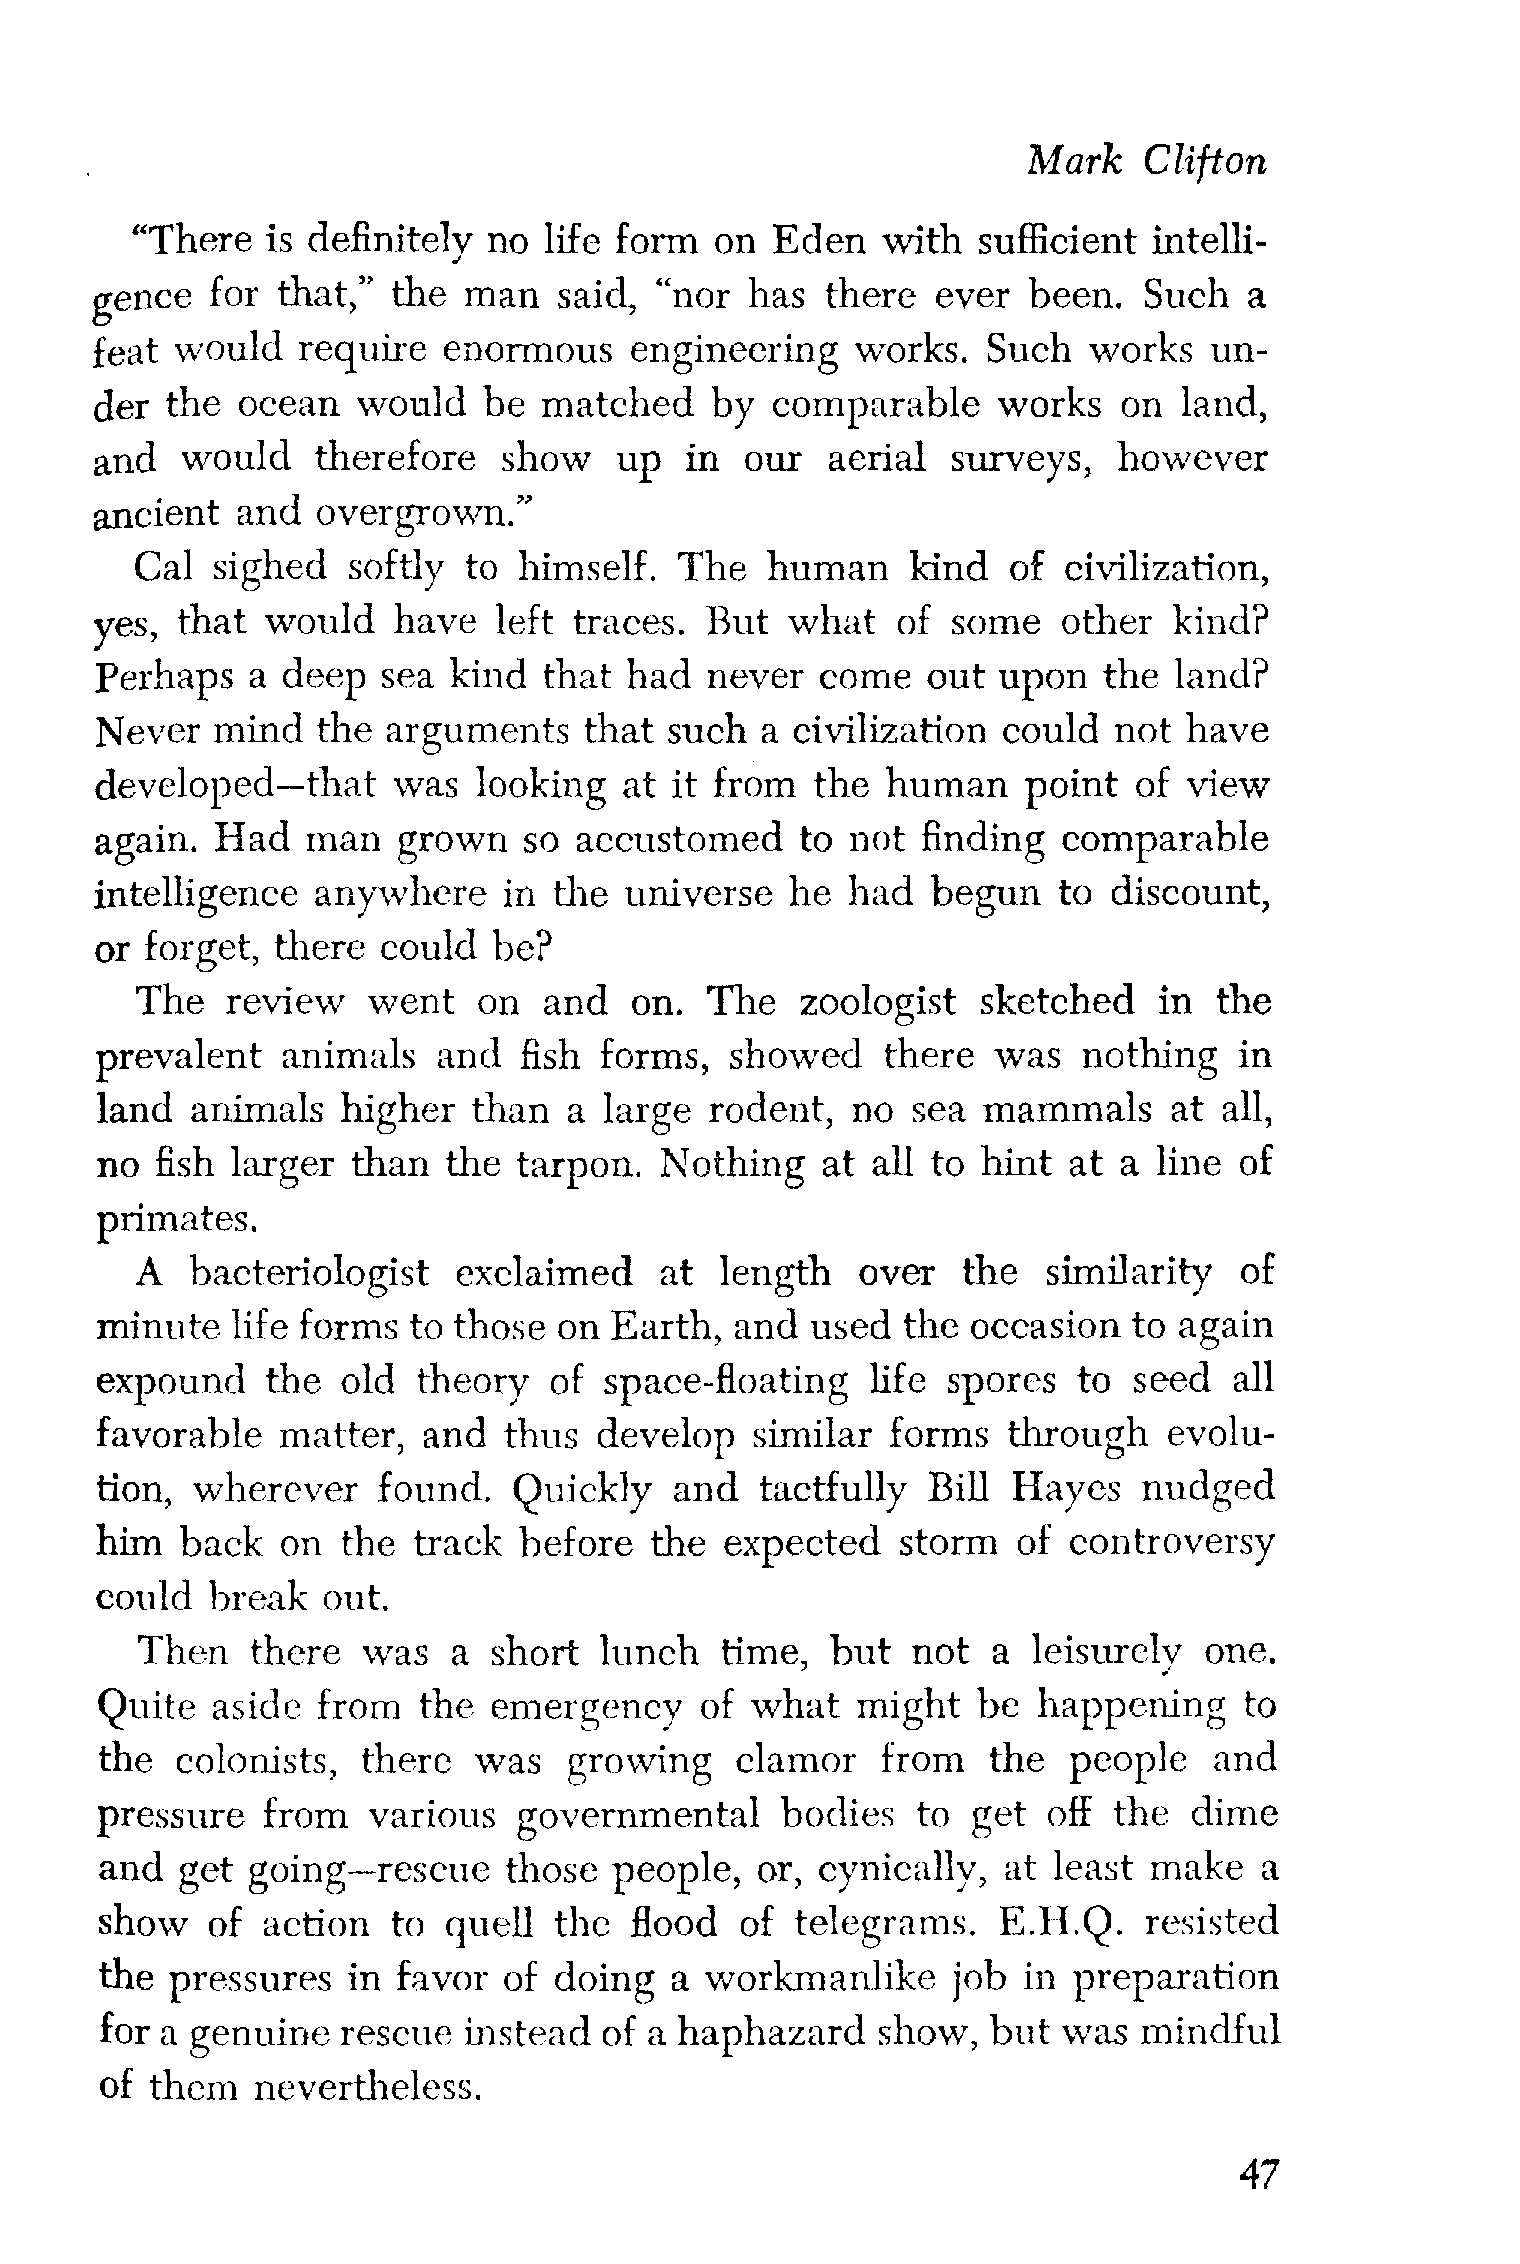 Mark Clifton
“There is definitely no life form on Eden with sufficient intelli-
gence for that,” the man said, “nor has there ever been. Such a
feat would require enormous engineering works. Such works un-
der the ocean would be matched by comparable works on land,
and would therefore show up in our aerial surveys, however
ancient and overgrown.”
Cal sighed softly to himself. The human kind of civilization,
yes, that would have left traces. But what of some other kind?
Perhaps a deep sea kind that had never come out upon the land?
Never mind the arguments that such a civilization could not have
developed—that was looking at it from the human point of view
again. Had man grown so accustomed to not finding comparable
intelligence anywhere in the universe he had begun to discount,
or forget, there could be?
The review went on and on. The zoologist sketched in the
prevalent animals and fish forms, showed there was nothing in
land animals higher than a large rodent, no sea mammals at all,
no fish larger than the tarpon. Nothing at all to hint at a line of
primates.
A bacteriologist exclaimed at length over the similarity of
minute life forms to those on Earth, and used the occasion to again
expound the old theory of space-floating life spores to seed all
favorable matter, and thus develop similar forms through evolu-
tion, wherever found. Quickly and tactfully Bill Hayes nudged
him back on the track before the expected storm of controversy
could break out.
Then there was a short lunch time, but not a leisurely one.
Quite aside from the emergency of what might be happening to
the colonists, there was growing clamor from the people and
pressure from various governmental bodies to get off the dime
and get going—rescue those people, or, cynically, at least make a
show of action to quell the flood of telegrams. E.H.Q. resisted
the pressures in favor of doing a workmanlike job in preparation
for a genuine rescue instead of a haphazard show, but was mindful
of them nevertheless.
47